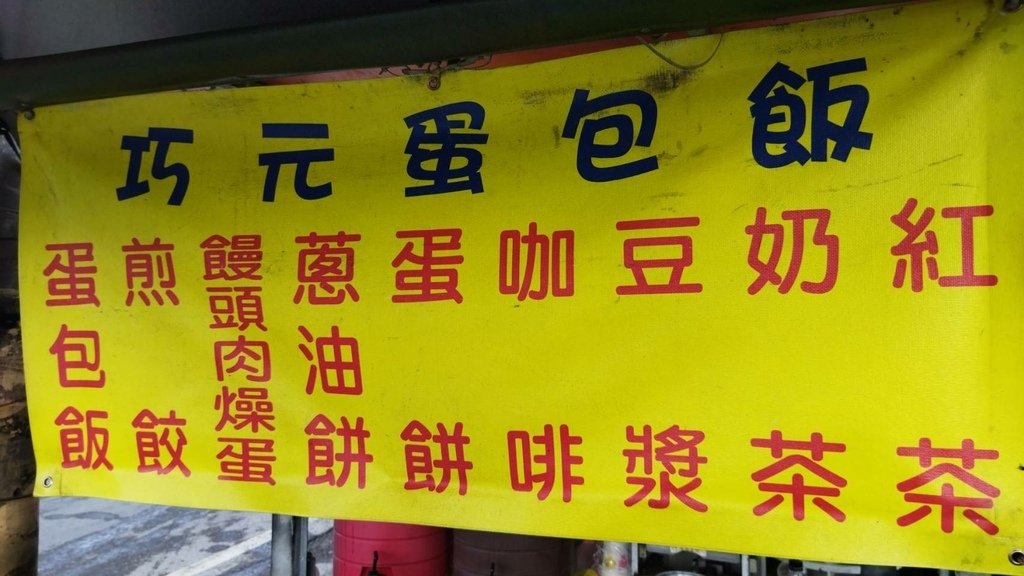 巧元蛋包飯
蛋包飯
煎餃
饅頭肉燥蛋
蔥油餅
蛋餅
咖啡
豆漿
奶茶
紅茶